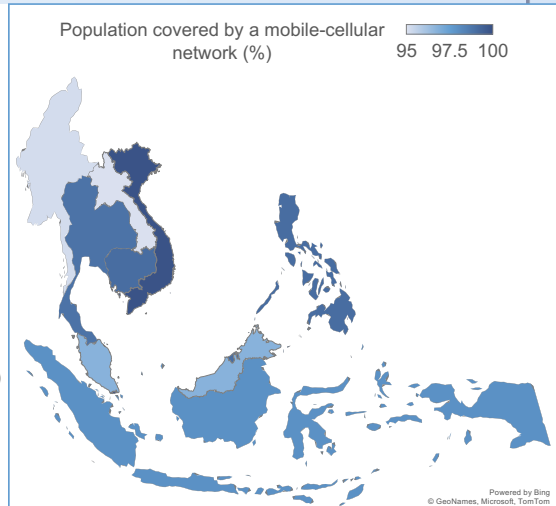 Population covered by a mobile-cellular
network (%)
95 97.5 100
Powered by Bing
© GeoNames, Microsoft, TomTom